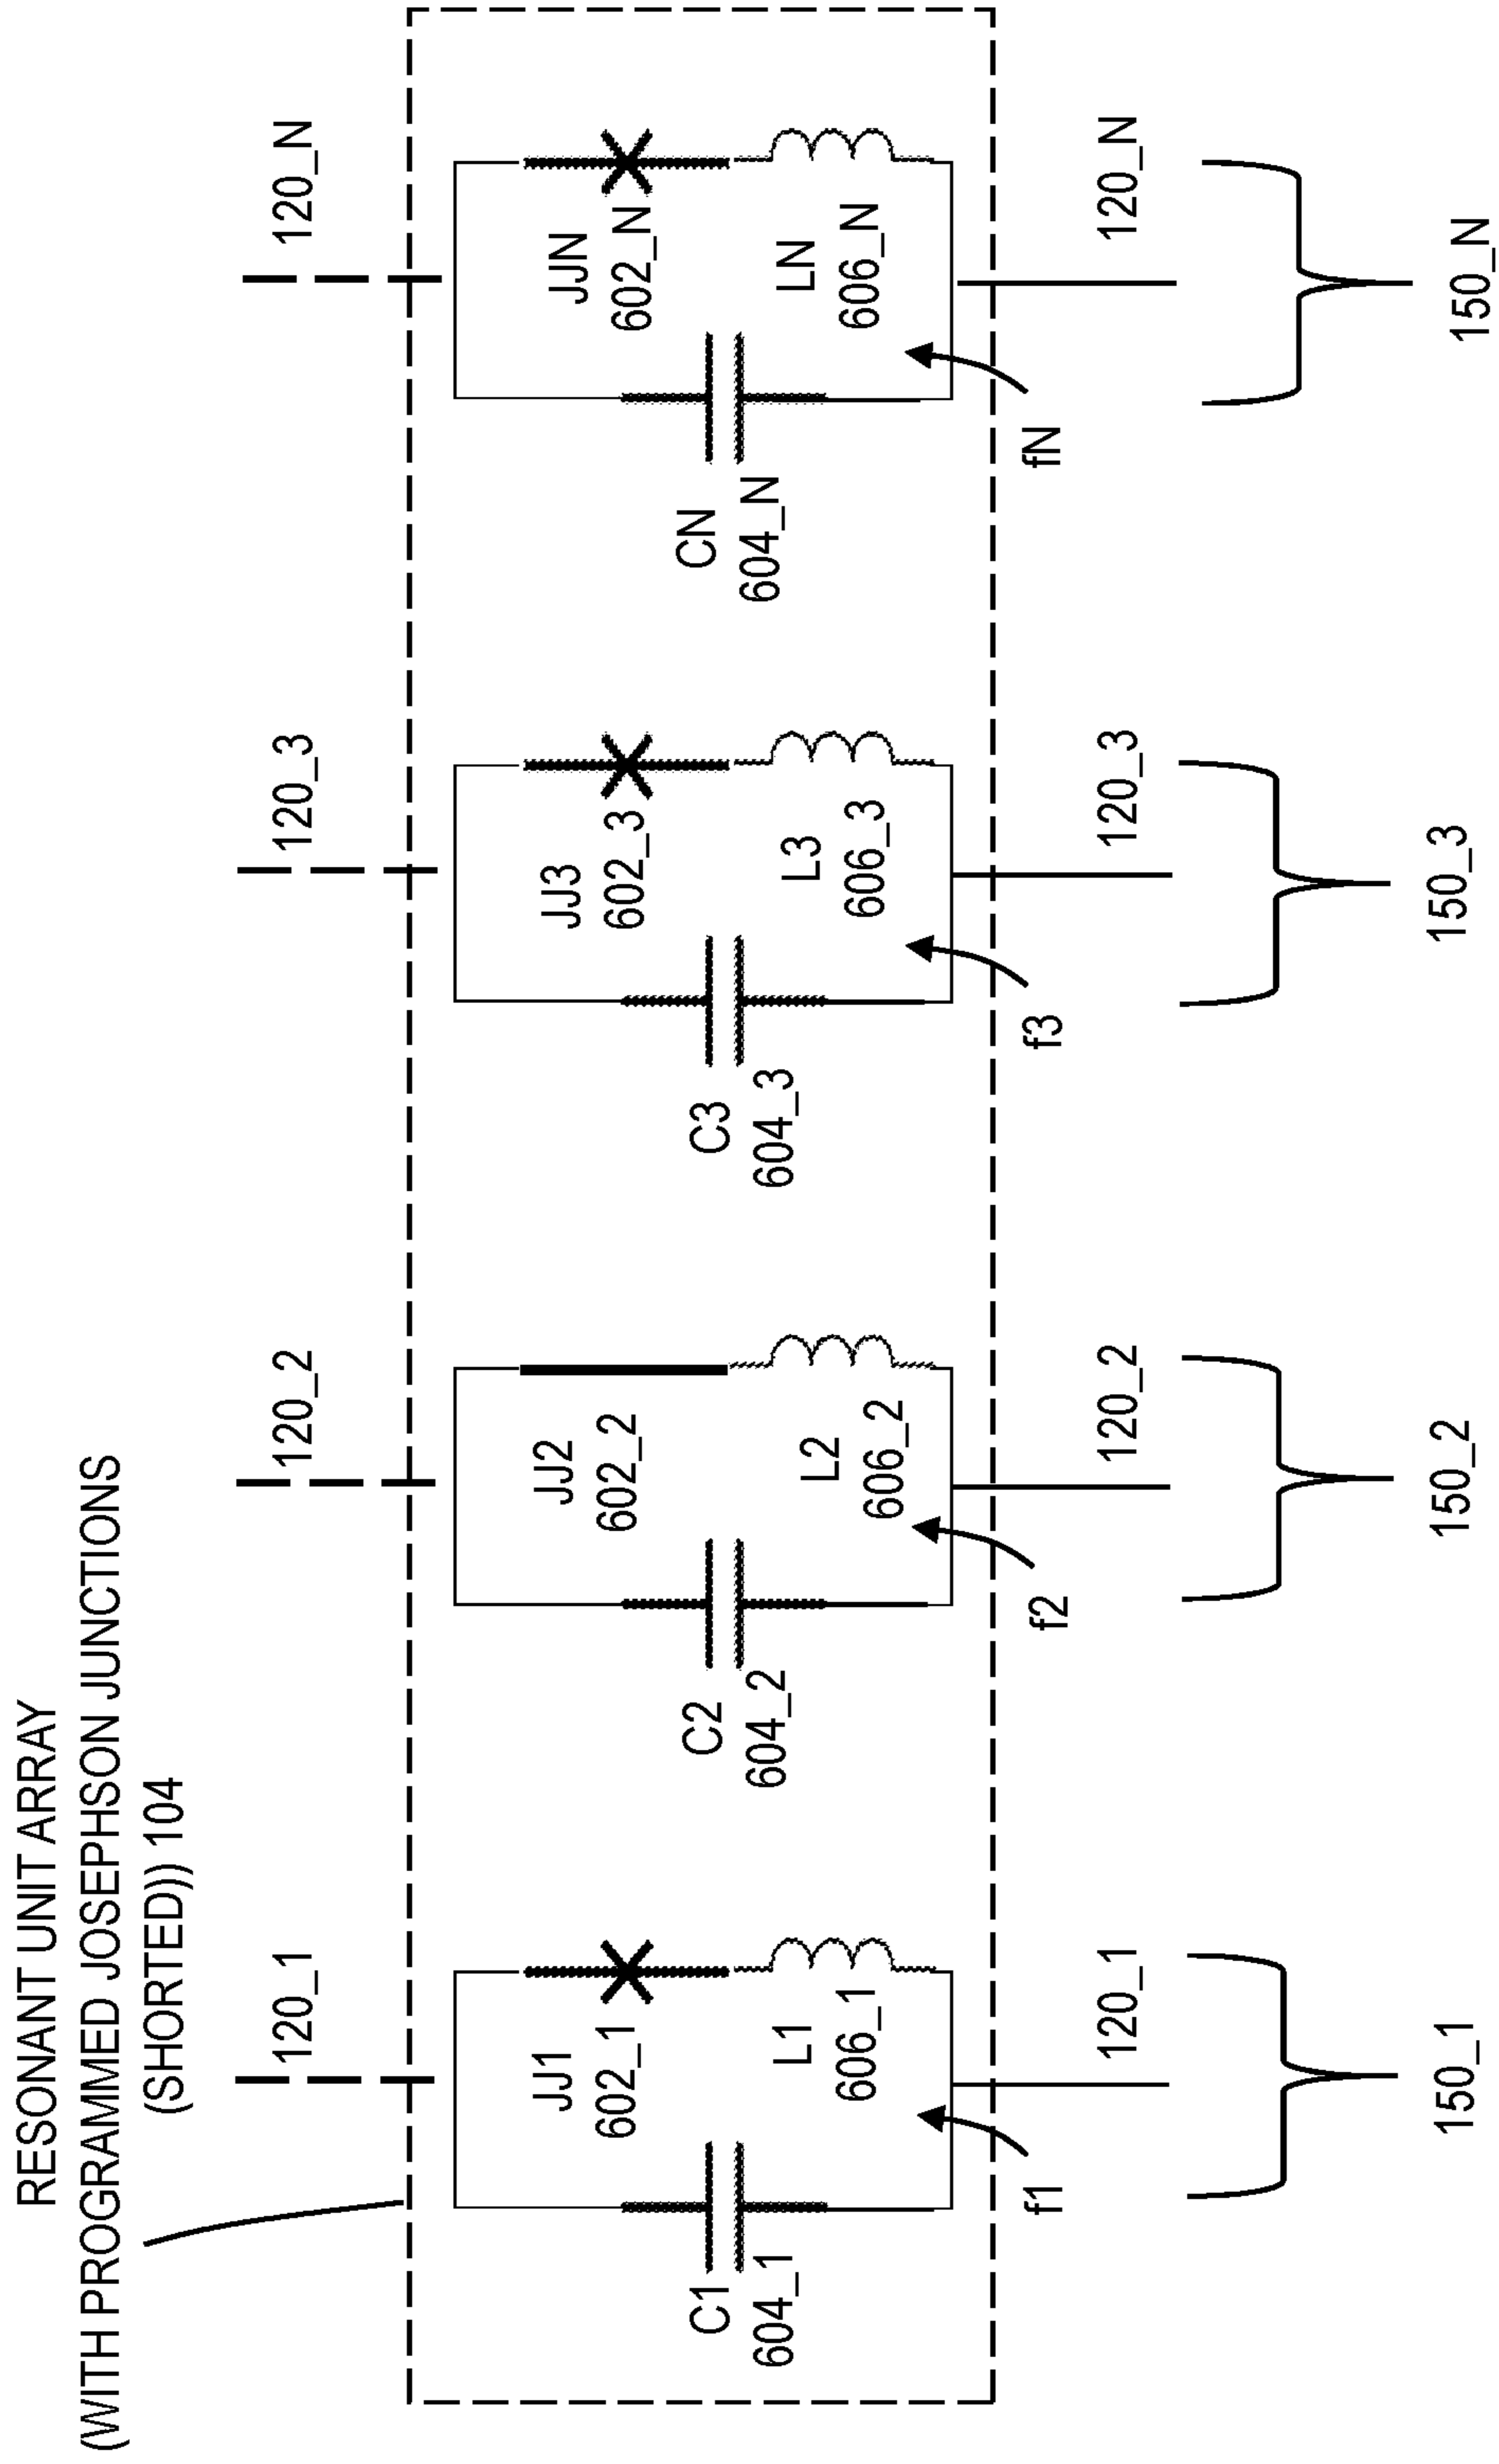 RESONANT UNIT ARRAY
(WITH PROGRAMMED JOSEPHSON JUNCTIONS
(SHORTED)) 104
120_1
120_2
120_3
120_N
JJ1
602_1
JJ2
602_2
JJ3
602_3
JJN
602_N
C1
604_1
C2
604_2
C3
604_3
CN
604_N
L1
606_1
L2
606_2
L3
606_3
LN
606_N
f1
f2
f3
fN
120_1
120_2
120_3
120_N
150_1
150_2
150_3
150_N